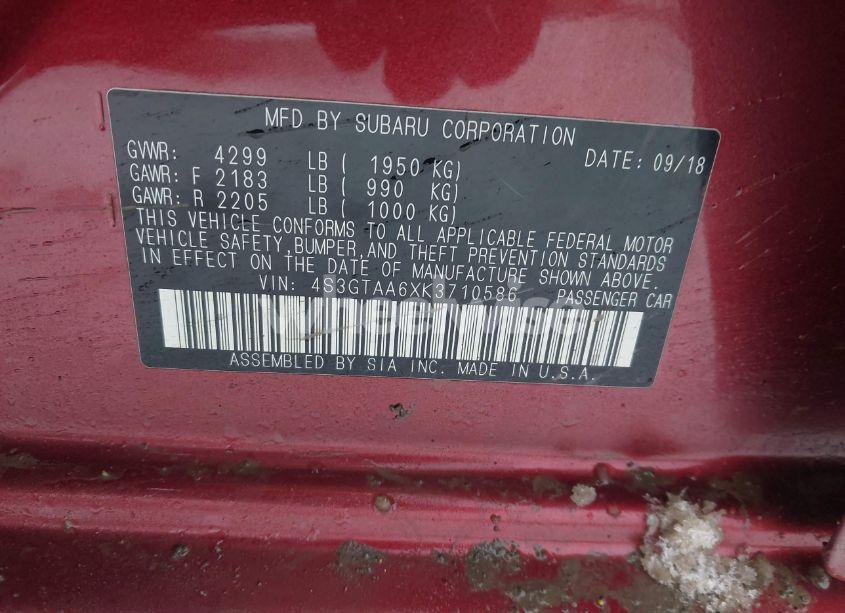 MFD BY SUBARU CORPORATION
GVWR: 4299 LB ( 1950 KG) DATE: 09/18
GAWR: F 2183 LB ( 990 KG)
GAWR: R 2205 LB ( 1000 KG)
THIS VEHICLE CONFORMS TO ALL APPLICABLE FEDERAL MOTOR
VEHICLE SAFETY, BUMPER, AND THEFT PREVENTION STANDARDS
IN EFFECT ON THE DATE OF MANUFACTURE SHOWN ABOVE.
VIN: 4S3GTAA6XK3710586 PASSENGER CAR
ASSEMBLED BY SIA INC. MADE IN U.S.A.